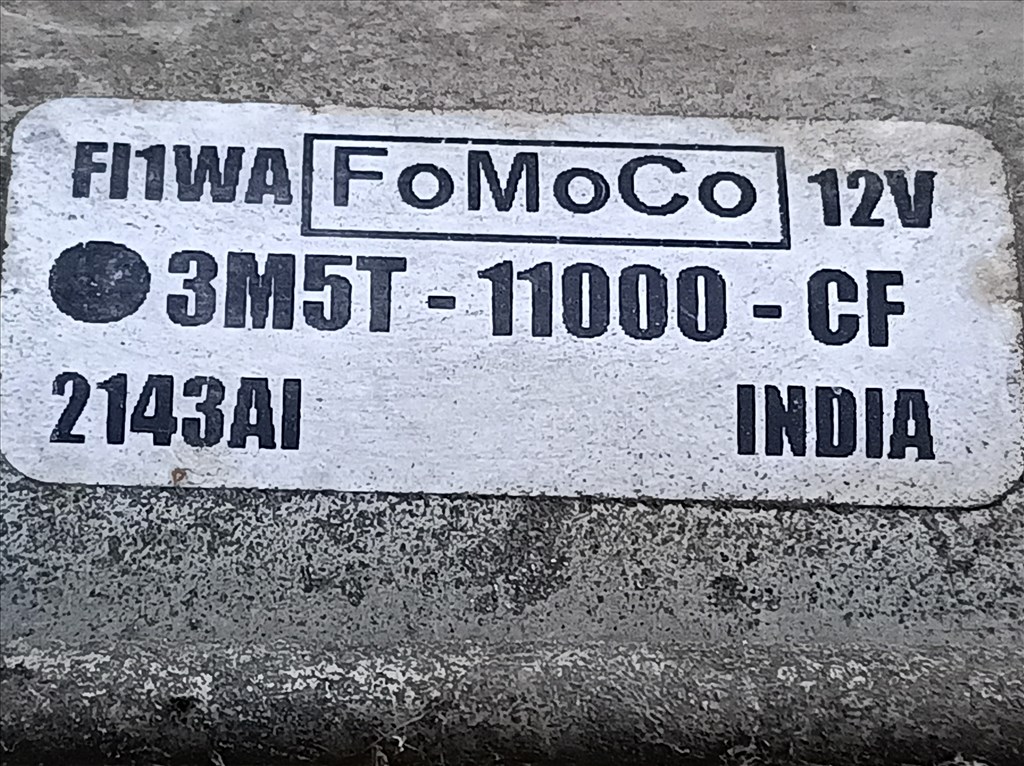 FI1WA FoMoCo 12V
3M5T - 11000 - CF
2143AI INDIA